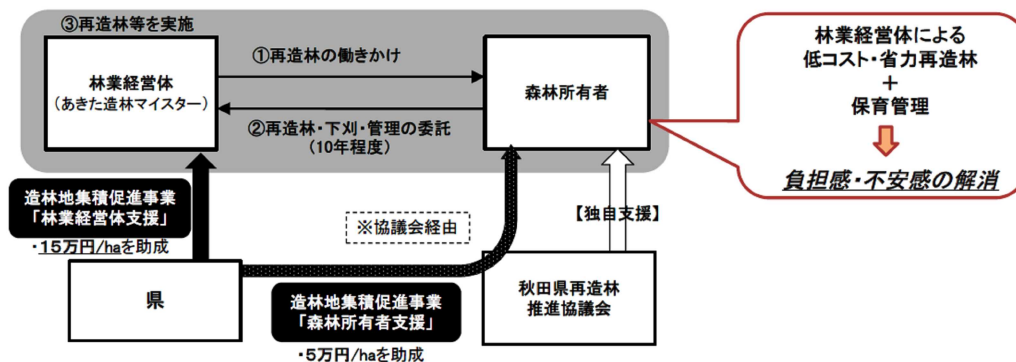 ③再造林等を実施
林業経営体
（あきた造林マイスター）
①再造林の働きかけ
②再造林・下刈・管理の委託
（10年程度）
森林所有者
林業経営体による
低コスト・省力再造林
＋
保育管理
負担感・不安感の解消
造林地集積促進事業
「林業経営体支援」
・15万円/haを助成
※協議会経由
【独自支援】
県
造林地集積促進事業
「森林所有者支援」
・5万円/haを助成
秋田県再造林
推進協議会